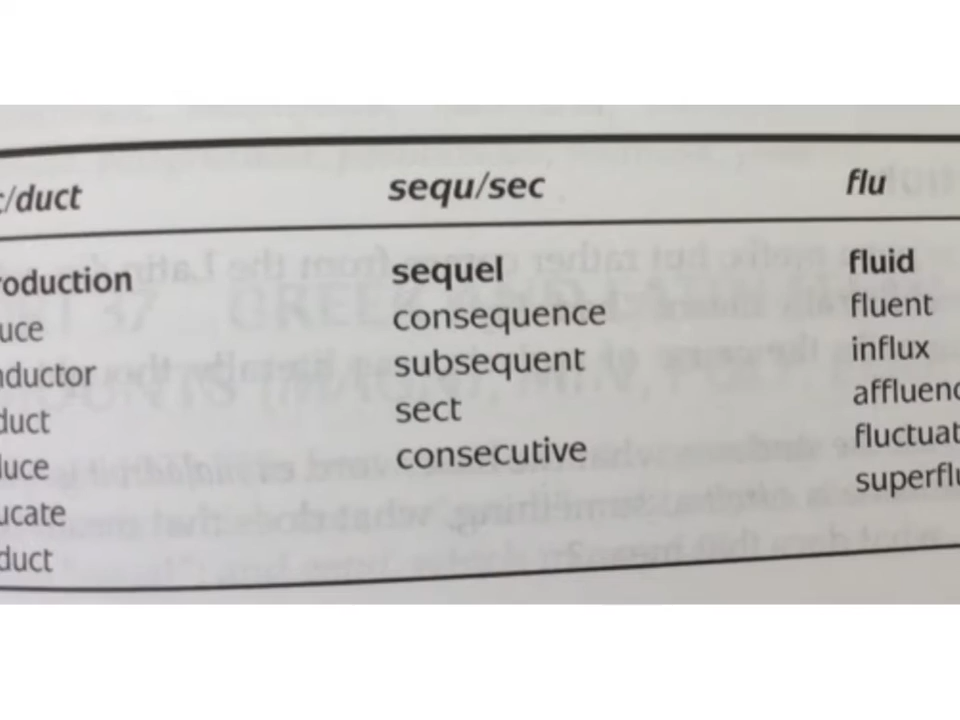 /duct sequ/sec flu
roduction sequel fluid
uce consequence fluent
nductor subsequent influx
duct sect affluenc
luce consecutive fluctuat
ucate superflu
duct